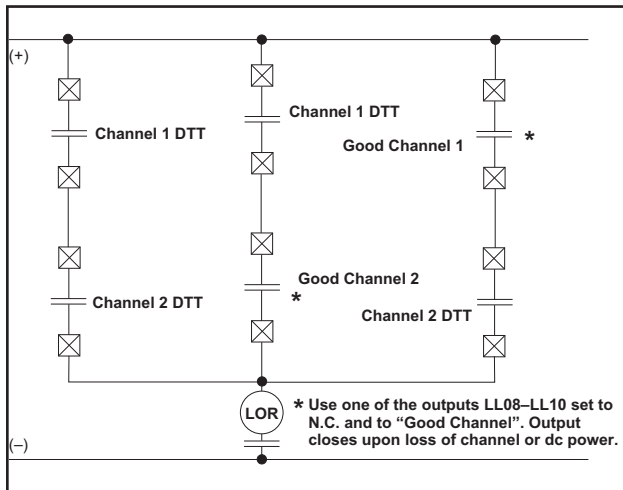 (+)
Channel 1 DTT
Channel 1 DTT
Good Channel 1
*
Channel 2 DTT
Good Channel 2
*
Channel 2 DTT
LOR
* Use one of the outputs LL08–LL10 set to
N.C. and to “Good Channel”. Output
closes upon loss of channel or dc power.
(–)